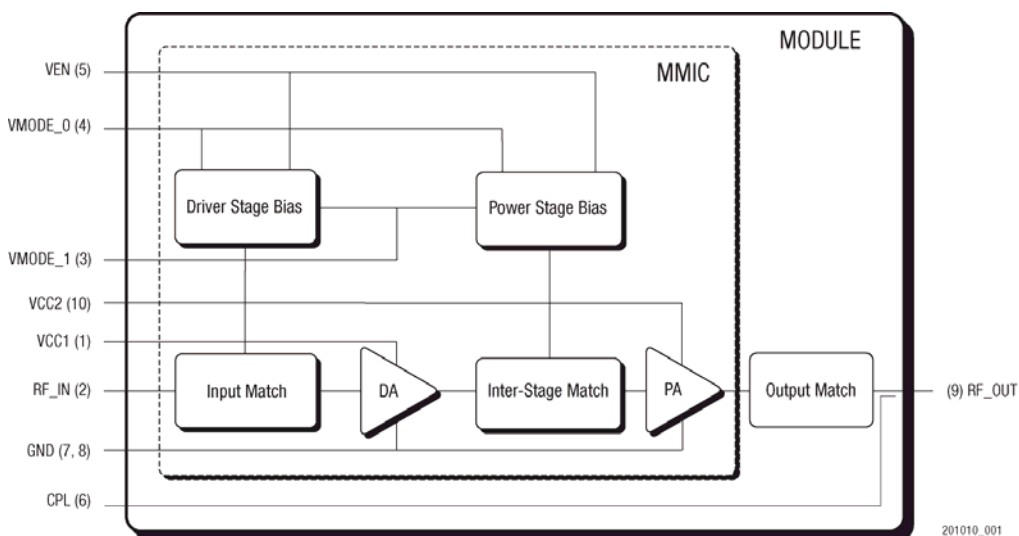 MODULE
MMIC
VEN (5)
VMODE_0 (4)
Driver Stage Bias
Power Stage Bias
VMODE_1 (3)
VCC2 (10)
VCC1 (1)
RF_IN (2)
Input Match
DA
Inter-Stage Match
PA
Output Match
(9) RF_OUT
GND (7, 8)
CPL (6)
201010_001